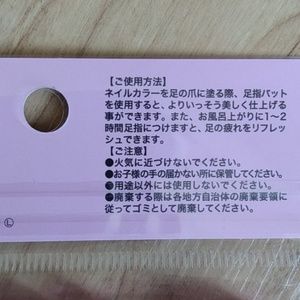 【ご使用方法】
ネイルカラーを足の爪に塗る際、足指パット
を使用すると、よりいっそう美しく仕上げる
事ができます。また、お風呂上がりに1〜2
時間足指につけますと、足の疲れをリフレッ
シュできます。
【ご注意】
●火気に近づけないでください。
●お子様の手の届かない所に保管してください。
●用途以外には使用しないでください。
●廃棄する際は各地方自治体の廃棄要領に
従ってゴミとして廃棄してください。
Ⓛ